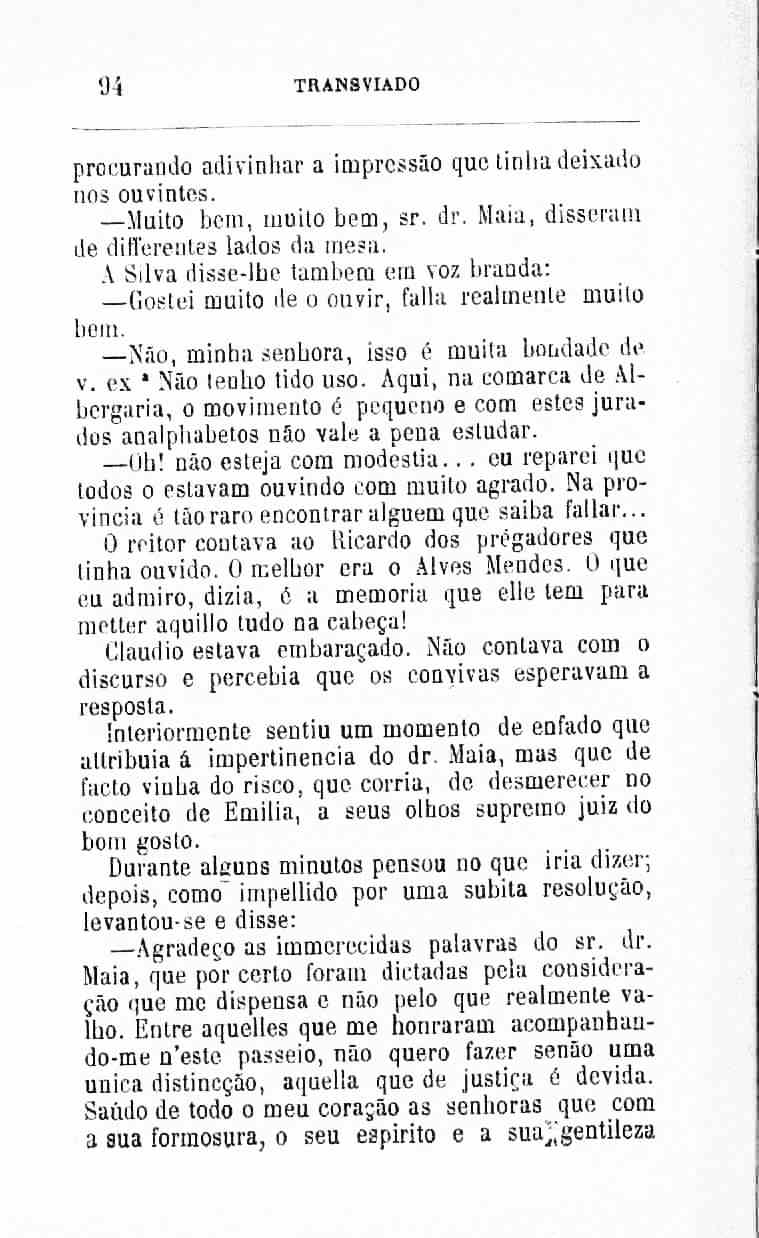 94 TRANSVIADO
procurando adivinhar a impressão que tinha deixado
nos ouvintes.
—Muito bem, muito bem, sr. dr. Maia, disseram
de differentes lados da mesa.
A Silva disse-lhe tambem em voz branda:
—Gostei muito de o ouvir, falla realmente muito
bem.
—Não, minha senhora, isso é muita bondade de
v. ex ª Não tenho tido uso. Aqui, na comarca de Al-
bergaria, o movimento é pequeno e com estes jura-
dos analphabetos não vale a pena estudar.
—Oh! não esteja com modestia... eu reparei que
todos o estavam ouvindo com muito agrado. Na pro-
vincia é tão raro encontrar alguem que saiba fallar...
O reitor contava ao Ricardo dos prégadores que
tinha ouvido. O melhor era o Alves Mendes. O que
eu admiro, dizia, é a memoria que elle tem para
metter aquillo tudo na cabeça!
Claudio estava embaraçado. Não contava com o
discurso e percebia que os convivas esperavam a
resposta.
Interiormente sentiu um momento de enfado que
attribuia á impertinencia do dr. Maia, mas que de
facto vinha do risco, que corria, de desmerecer no
conceito de Emilia, a seus olhos supremo juiz do
bom gosto.
Durante alguns minutos pensou no que iria dizer;
depois, como impellido por uma subita resolução,
levantou-se e disse:
—Agradeço as immerecidas palavras do sr. dr.
Maia, que por certo foram dictadas pela considera-
ção que me dispensa e não pelo que realmente va-
lho. Entre aquelles que me honraram acompanhan-
do-me n'este passeio, não quero fazer senão uma
unica distincção, aquella que de justiça é devida.
Saúdo de todo o meu coração as senhoras que com
a sua formosura, o seu espirito e a sua gentileza